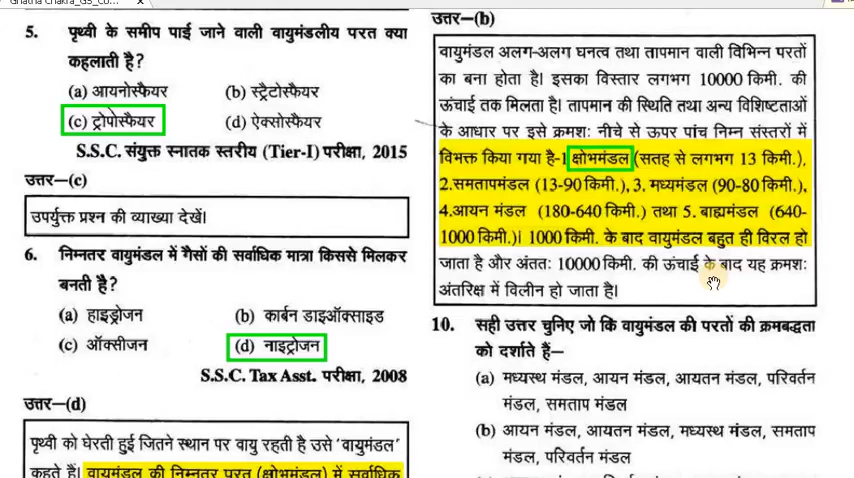 Ghatna Chakra_GS_Co...
5. पृथ्वी के समीप पाई जाने वाली वायुमंडलीय परत क्या
कहलाती है?
(a) आयनोस्फैयर (b) स्ट्रैटोस्फैयर
(c) ट्रोपोस्फैयर (d) ऐक्सोस्फैयर
S.S.C. संयुक्त स्नातक स्तरीय (Tier-I) परीक्षा, 2015
उत्तर—(c)
उपर्युक्त प्रश्न की व्याख्या देखें।
6. निम्नतर वायुमंडल में गैसों की सर्वाधिक मात्रा किससे मिलकर
बनती है?
(a) हाइड्रोजन (b) कार्बन डाइऑक्साइड
(c) ऑक्सीजन (d) नाइट्रोजन
S.S.C. Tax Asst. परीक्षा, 2008
उत्तर—(d)
पृथ्वी को घेरती हुई जितने स्थान पर वायु रहती है उसे 'वायुमंडल'
कहते हैं। वायुमंडल की निम्नतर परत (क्षोभमंडल) में सर्वाधिक
उत्तर—(b)
वायुमंडल अलग-अलग घनत्व तथा तापमान वाली विभिन्न परतों
का बना होता है। इसका विस्तार लगभग 10000 किमी. की
ऊंचाई तक मिलता है। तापमान की स्थिति तथा अन्य विशिष्टताओं
के आधार पर इसे क्रमशः नीचे से ऊपर पांच निम्न संस्तरों में
विभक्त किया गया है-1 क्षोभमंडल (सतह से लगभग 13 किमी.),
2.समतापमंडल (13-90 किमी.), 3. मध्यमंडल (90-80 किमी.),
4.आयन मंडल (180-640 किमी.) तथा 5. बाह्यमंडल (640-
1000 किमी.)। 1000 किमी. के बाद वायुमंडल बहुत ही विरल हो
जाता है और अंततः 10000 किमी. की ऊंचाई के बाद यह क्रमशः
अंतरिक्ष में विलीन हो जाता है।
10. सही उत्तर चुनिए जो कि वायुमंडल की परतों की क्रमबद्धता
को दर्शाते हैं—
(a) मध्यस्थ मंडल, आयन मंडल, आयतन मंडल, परिवर्तन
मंडल, समताप मंडल
(b) आयन मंडल, आयतन मंडल, मध्यस्थ मंडल, समताप
मंडल, परिवर्तन मंडल